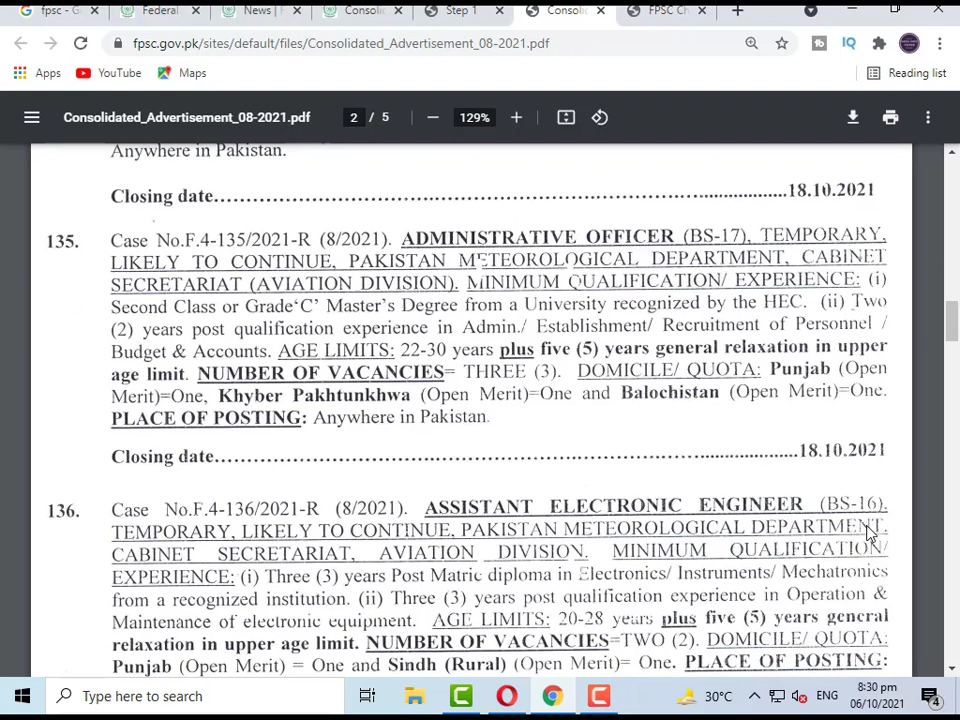 fpsc - G
Federal
News | F
Consolid
Step 1
Consolid
FPSC Ch
fpsc.gov.pk/sites/default/files/Consolidated_Advertisement_08-2021.pdf
Apps
YouTube
Maps
Reading list
Consolidated_Advertisement_08-2021.pdf
2 / 5
129%
Anywhere in Pakistan.
Closing date……………………………………………………………..................18.10.2021
135. Case No.F.4-135/2021-R (8/2021). ADMINISTRATIVE OFFICER (BS-17), TEMPORARY,
LIKELY TO CONTINUE, PAKISTAN METEOROLOGICAL DEPARTMENT, CABINET
SECRETARIAT (AVIATION DIVISION). MINIMUM QUALIFICATION/ EXPERIENCE: (i)
Second Class or Grade‘C’ Master’s Degree from a University recognized by the HEC. (ii) Two
(2) years post qualification experience in Admin./ Establishment/ Recruitment of Personnel /
Budget & Accounts. AGE LIMITS: 22-30 years plus five (5) years general relaxation in upper
age limit. NUMBER OF VACANCIES= THREE (3). DOMICILE/ QUOTA: Punjab (Open
Merit)=One, Khyber Pakhtunkhwa (Open Merit)=One and Balochistan (Open Merit)=One.
PLACE OF POSTING: Anywhere in Pakistan.
Closing date……………………………………………………………....................18.10.2021
136. Case No.F.4-136/2021-R (8/2021). ASSISTANT ELECTRONIC ENGINEER (BS-16).
TEMPORARY, LIKELY TO CONTINUE, PAKISTAN METEOROLOGICAL DEPARTMENT.
CABINET SECRETARIAT, AVIATION DIVISION. MINIMUM QUALIFICATION/
EXPERIENCE: (i) Three (3) years Post Matric diploma in Electronics/ Instruments/ Mechatronics
from a recognized institution. (ii) Three (3) years post qualification experience in Operation &
Maintenance of electronic equipment. AGE LIMITS: 20-28 years plus five (5) years general
relaxation in upper age limit. NUMBER OF VACANCIES=TWO (2). DOMICILE/ QUOTA:
Punjab (Open Merit) = One and Sindh (Rural) (Open Merit)= One. PLACE OF POSTING:
Type here to search
30°C
ENG
8:30 pm
06/10/2021
4